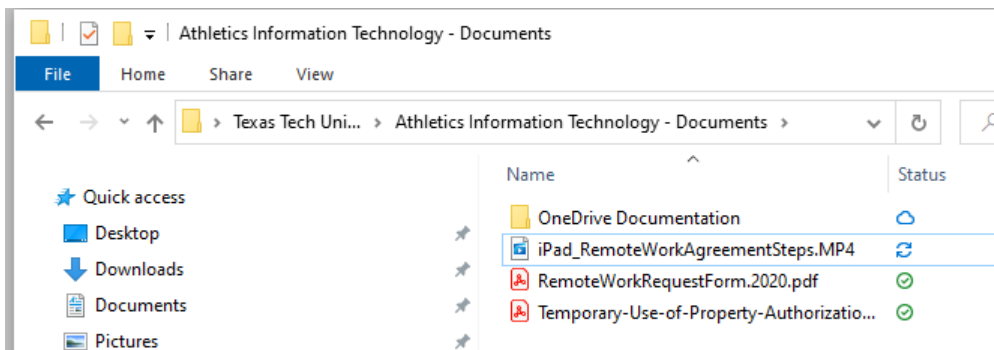 Athletics Information Technology - Documents
File Home Share View
Texas Tech Uni... > Athletics Information Technology - Documents >
Name Status
Quick access
OneDrive Documentation
Desktop
iPad_RemoteWorkAgreementSteps.MP4
Downloads
RemoteWorkRequestForm.2020.pdf
Documents
Temporary-Use-of-Property-Authorizatio...
Pictures